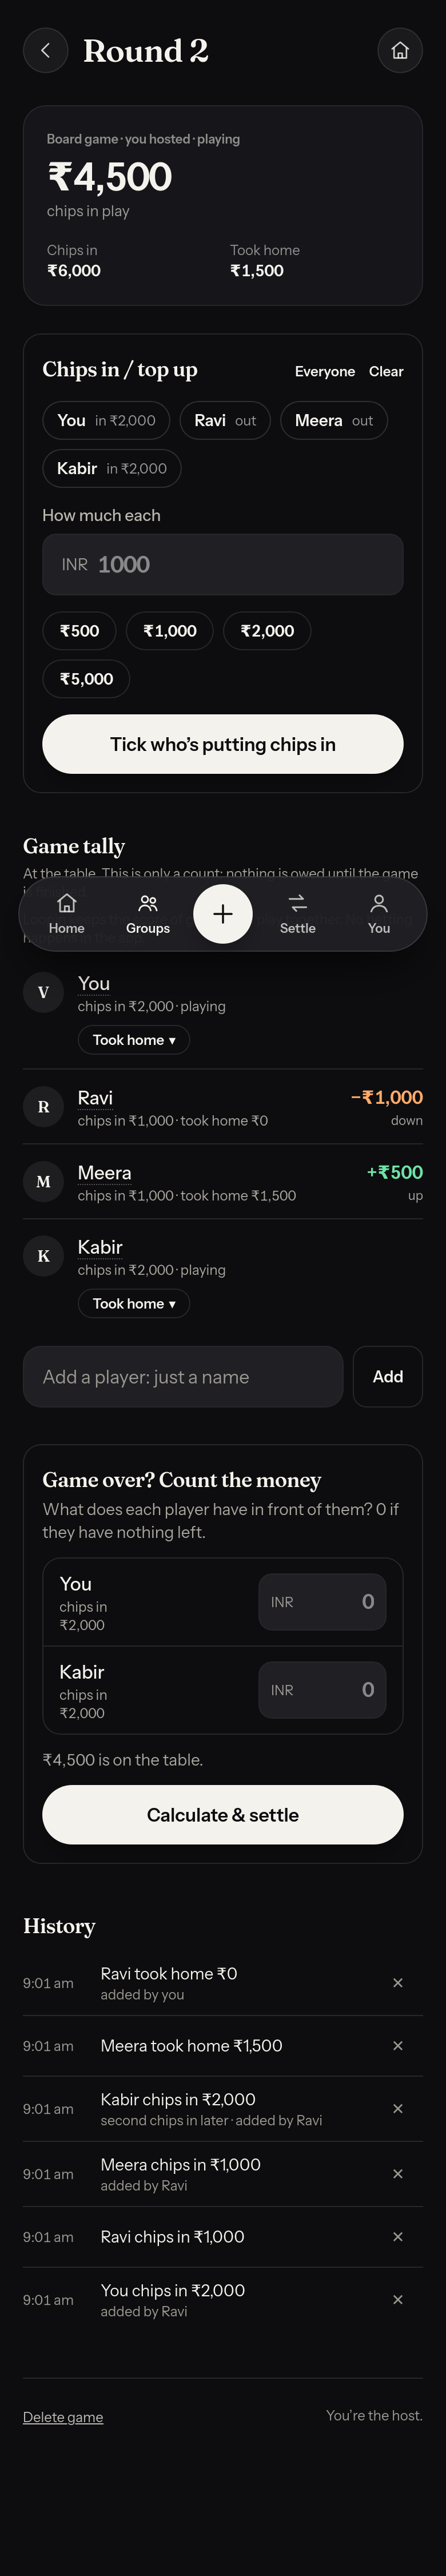 Round 2
Board game · you hosted · playing
₹4,500
chips in play
Chips in
Took home
₹6,000
₹1,500
Chips in / top up
Everyone
Clear
You in ₹2,000
Ravi out
Meera out
Kabir in ₹2,000
How much each
INR 1000
₹500
₹1,000
₹2,000
₹5,000
Tick who’s putting chips in
Game tally
At the table. This is only a count: nothing is owed until the game
Home
Groups
Settle
You
V
You
chips in ₹2,000 · playing
Took home ▾
R
Ravi
chips in ₹1,000 · took home ₹0
−₹1,000
down
M
Meera
chips in ₹1,000 · took home ₹1,500
+₹500
up
K
Kabir
chips in ₹2,000 · playing
Took home ▾
Add a player: just a name
Add
Game over? Count the money
What does each player have in front of them? 0 if
they have nothing left.
You
chips in
₹2,000
INR 0
Kabir
chips in
₹2,000
INR 0
₹4,500 is on the table.
Calculate & settle
History
9:01 am
Ravi took home ₹0
added by you
9:01 am
Meera took home ₹1,500
9:01 am
Kabir chips in ₹2,000
second chips in later · added by Ravi
9:01 am
Meera chips in ₹1,000
added by Ravi
9:01 am
Ravi chips in ₹1,000
9:01 am
You chips in ₹2,000
added by Ravi
Delete game
You’re the host.